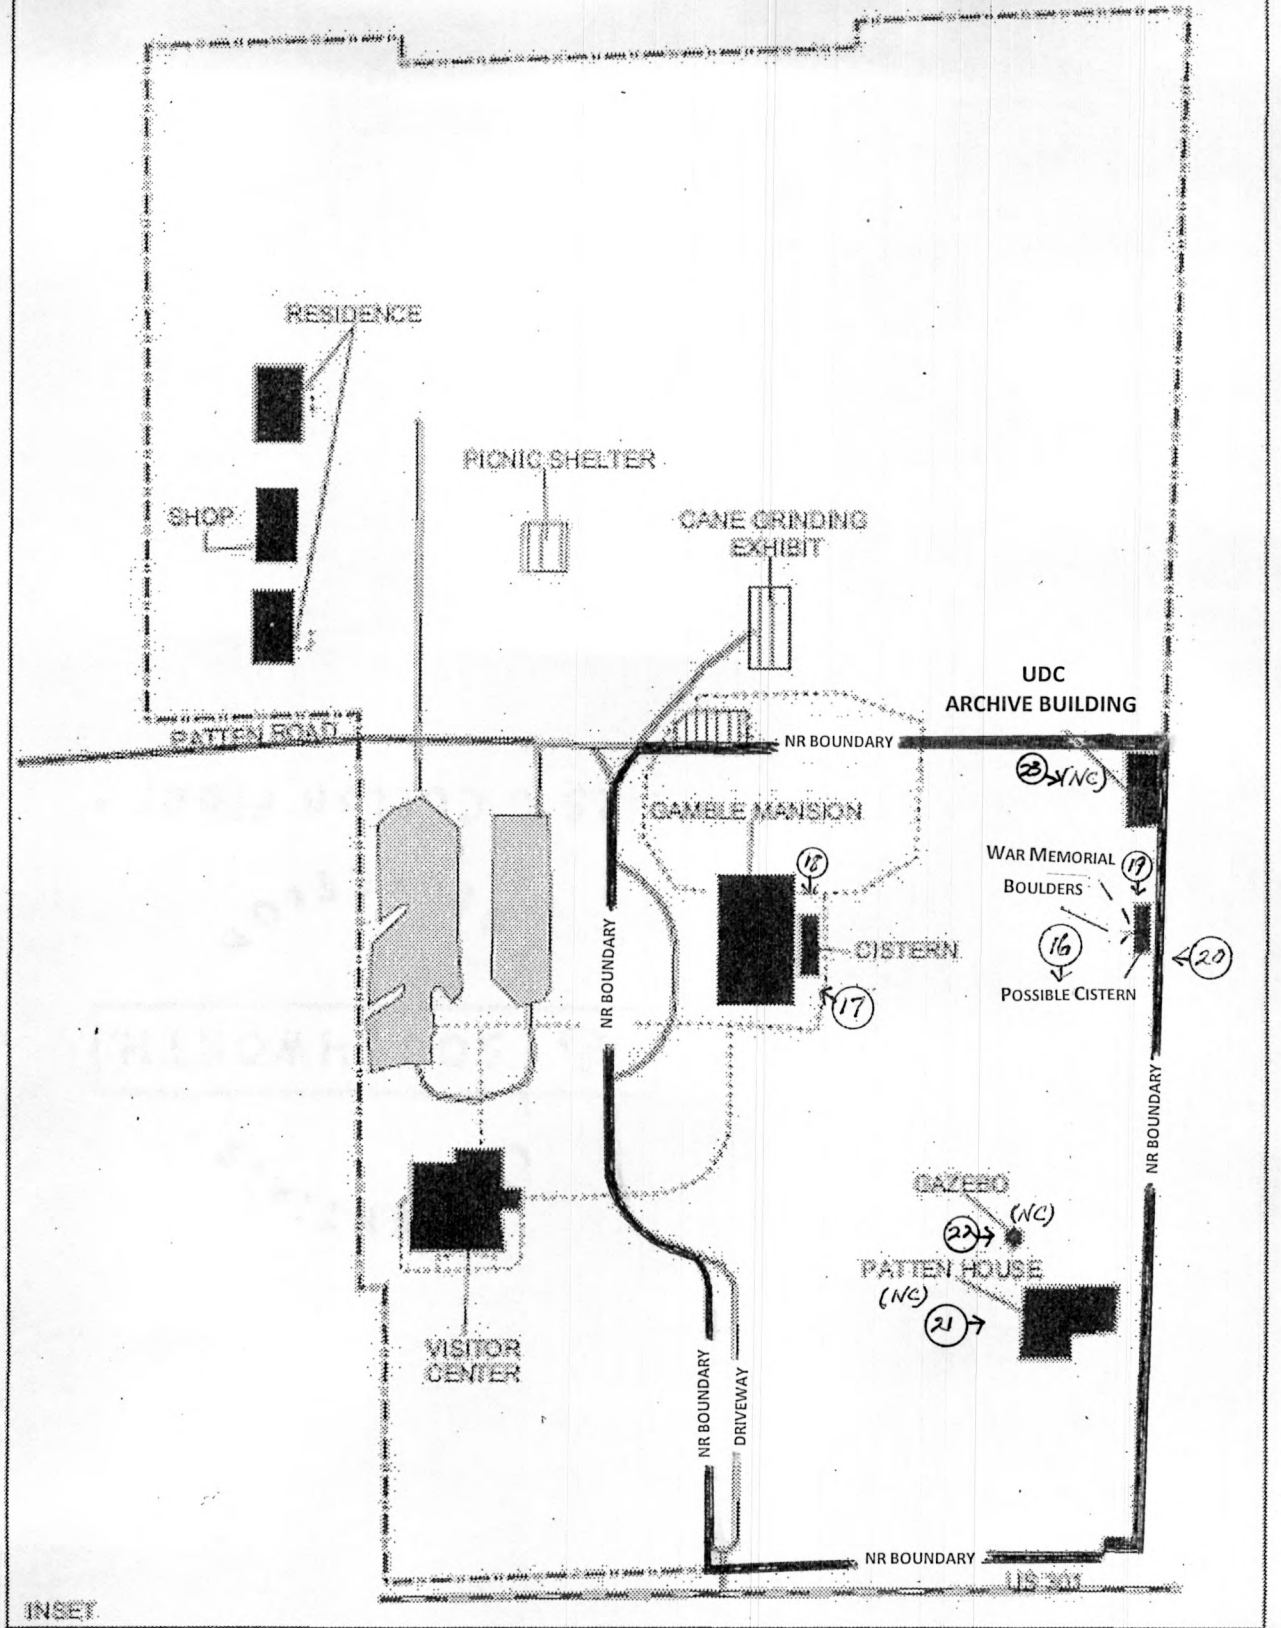 RESIDENCE
PICNIC SHELTER
SHOP
CANE GRINDING
EXHIBIT
UDC
ARCHIVE BUILDING
PATTEN ROAD
NR BOUNDARY
23 (NC)
GAMBLE MANSION
18
WAR MEMORIAL
BOULDERS
19
NR BOUNDARY
CISTERN
16
20
POSSIBLE CISTERN
17
NR BOUNDARY
GAZEBO
(NC)
22
PATTEN HOUSE
(NC)
21
VISITOR
CENTER
NR BOUNDARY
DRIVEWAY
NR BOUNDARY
US 301
INSET